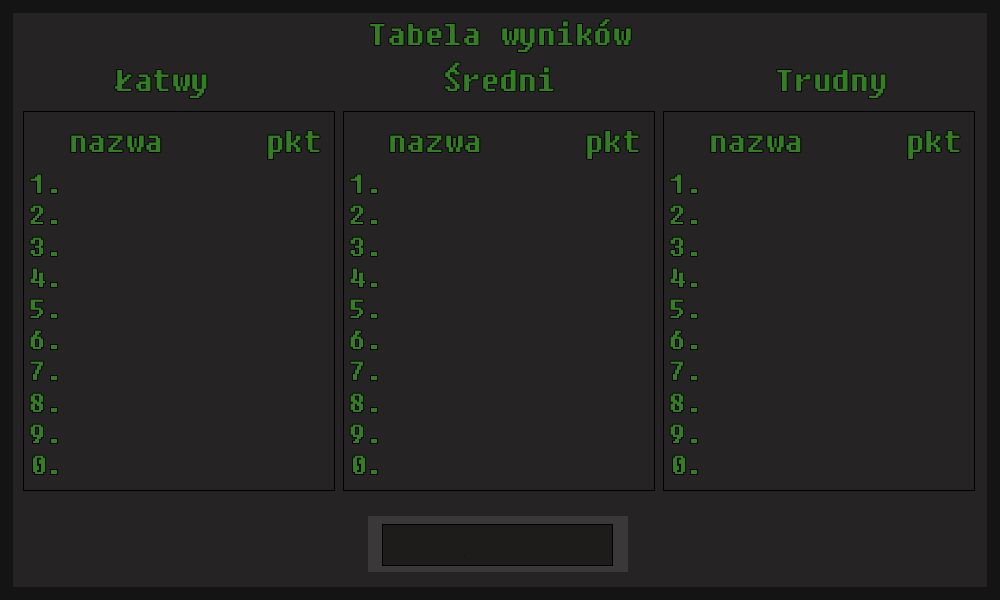 Tabela wyników
Łatwy Średni Trudny
nazwa pkt nazwa pkt nazwa pkt
1. 1. 1.
2. 2. 2.
3. 3. 3.
4. 4. 4.
5. 5. 5.
6. 6. 6.
7. 7. 7.
8. 8. 8.
9. 9. 9.
0. 0. 0.